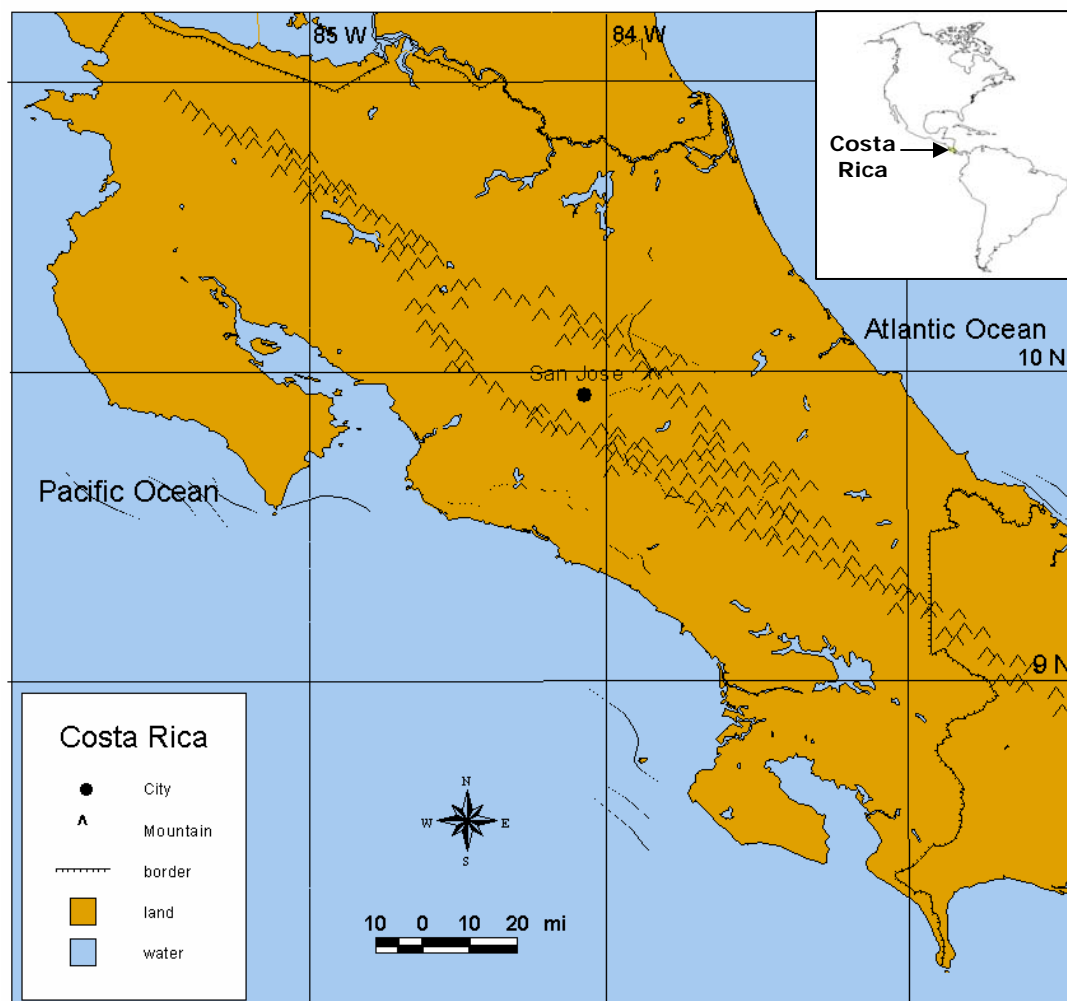 85 W
84 W
Costa
Rica
Atlantic Ocean
10 N
San Jose
Pacific Ocean
9 N
Costa Rica
City
Mountain
border
land
water
N
W
E
S
10 0 10 20 mi